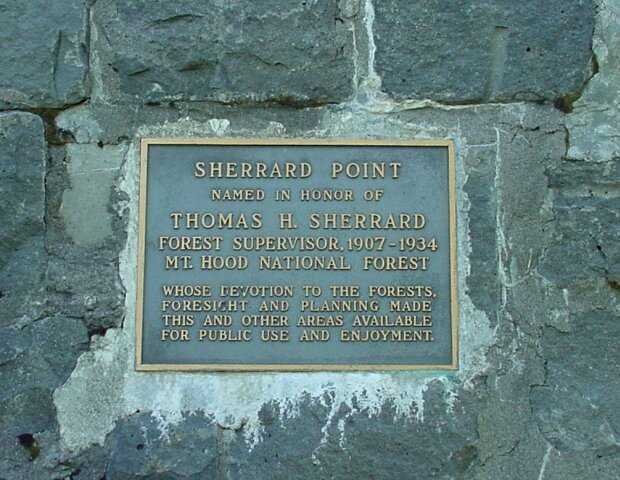 SHERRARD POINT
NAMED IN HONOR OF
THOMAS H. SHERRARD
FOREST SUPERVISOR, 1907-1934
MT. HOOD NATIONAL FOREST
WHOSE DEVOTION TO THE FORESTS,
FORESIGHT AND PLANNING MADE
THIS AND OTHER AREAS AVAILABLE
FOR PUBLIC USE AND ENJOYMENT.